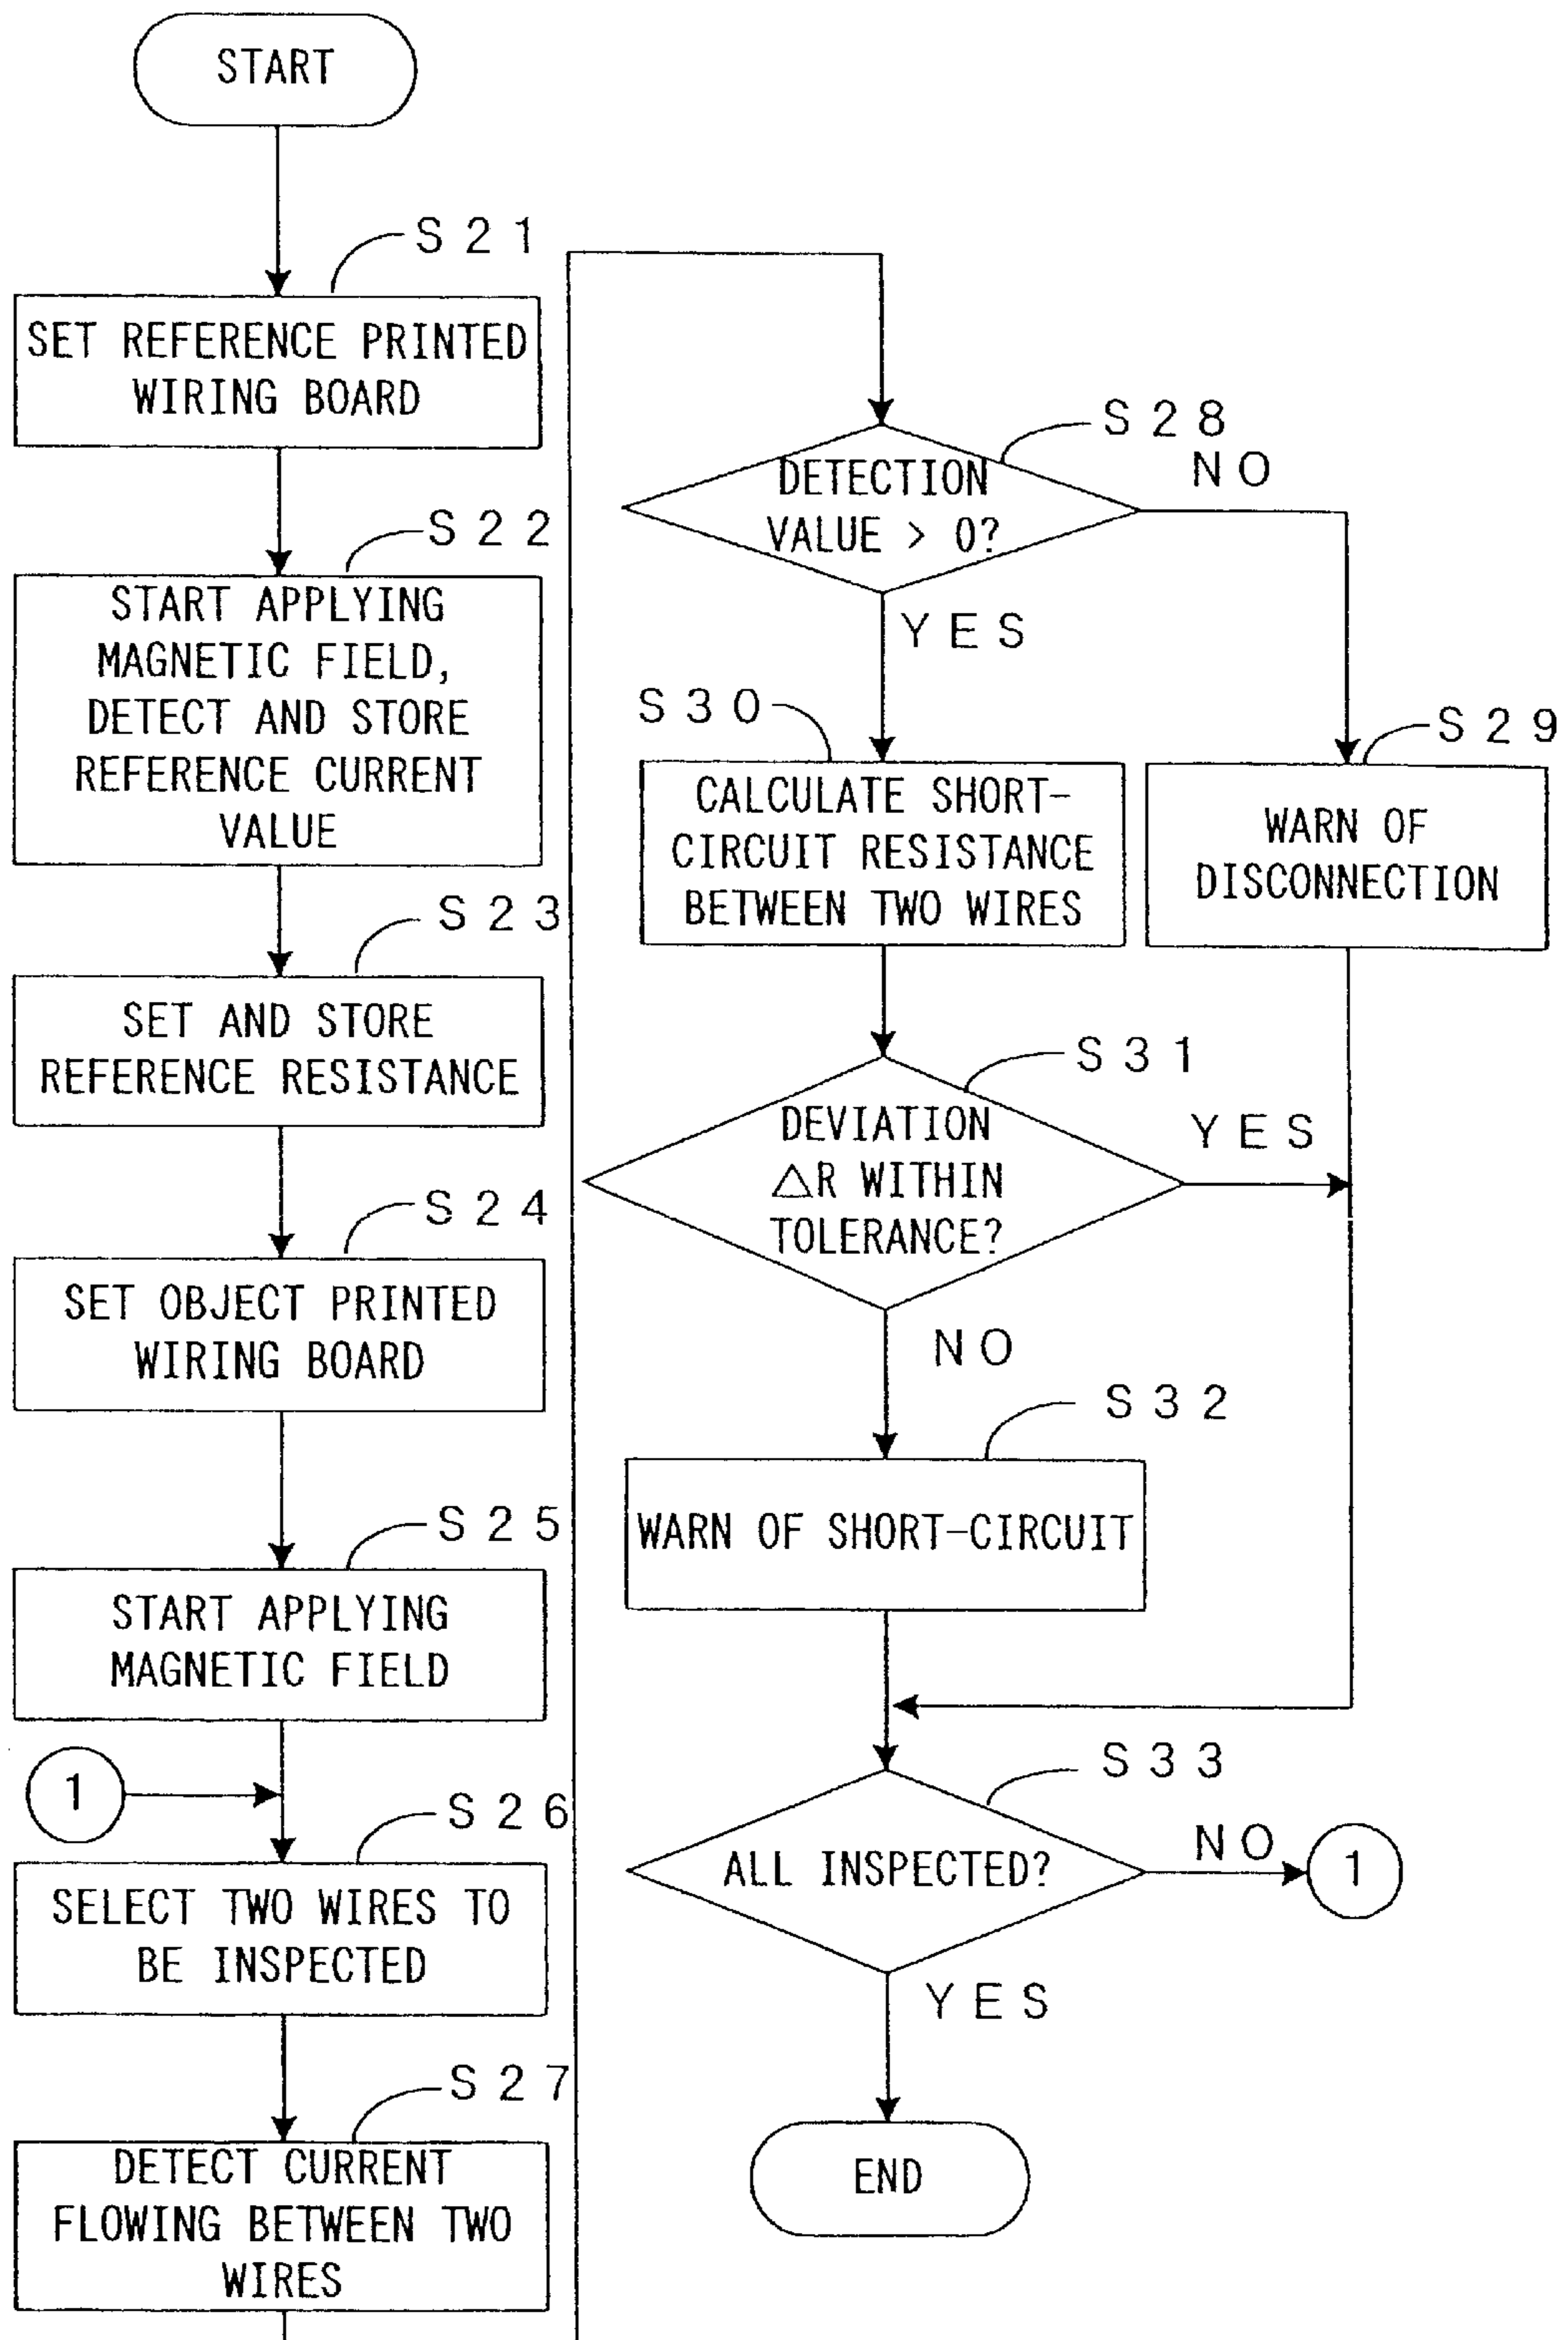 START
S21
SET REFERENCE PRINTED
WIRING BOARD
S22
START APPLYING
MAGNETIC FIELD,
DETECT AND STORE
REFERENCE CURRENT
VALUE
S23
SET AND STORE
REFERENCE RESISTANCE
S24
SET OBJECT PRINTED
WIRING BOARD
S25
START APPLYING
MAGNETIC FIELD
1
S26
SELECT TWO WIRES TO
BE INSPECTED
S27
DETECT CURRENT
FLOWING BETWEEN TWO
WIRES
S28
DETECTION
VALUE > 0?
NO
YES
S30
CALCULATE SHORT-
CIRCUIT RESISTANCE
BETWEEN TWO WIRES
S29
WARN OF
DISCONNECTION
S31
DEVIATION
△R WITHIN
TOLERANCE?
YES
NO
S32
WARN OF SHORT-CIRCUIT
S33
ALL INSPECTED?
NO
1
YES
END